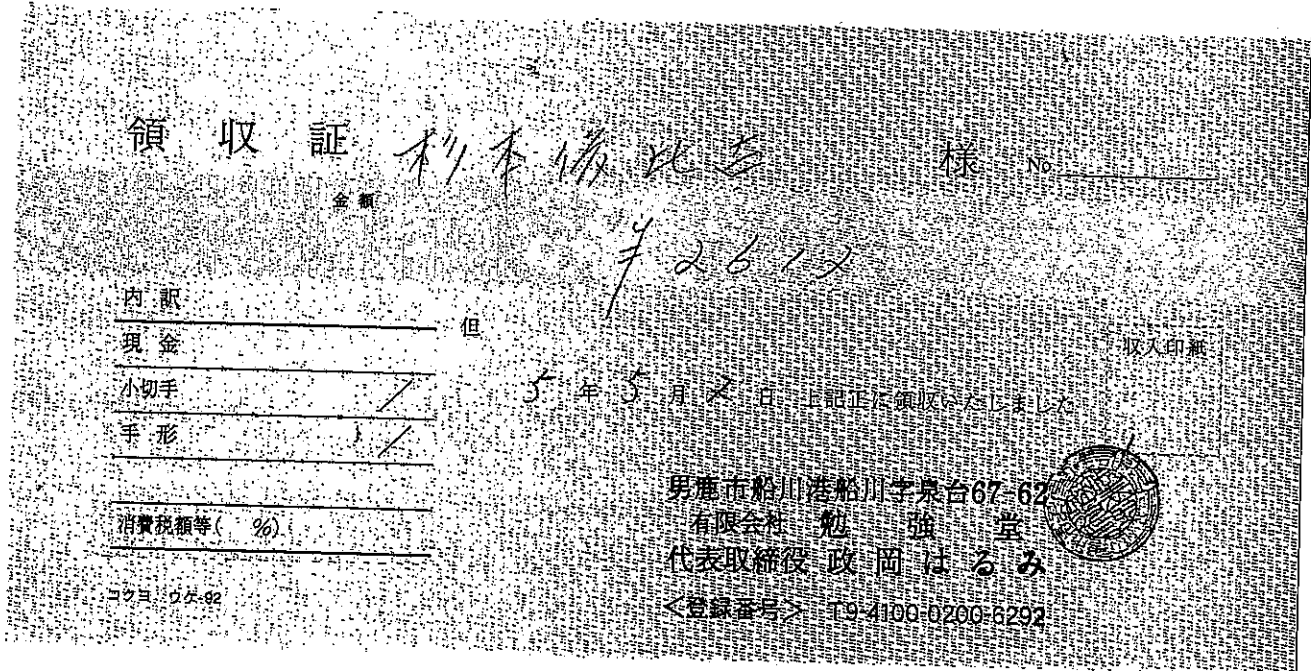 領収証 杉本俊比古 様 No.
金額
¥2612
内訳
現金
小切手
手形
消費税額等( %)
コクヨ ウケ-92
但
5年5月2日 上記正に領収いたしました
収入印紙
男鹿市船川港船川字泉台67-62
有限会社 勉強堂
代表取締役 政岡はるみ
<登録番号> T9-4100-0200-6292